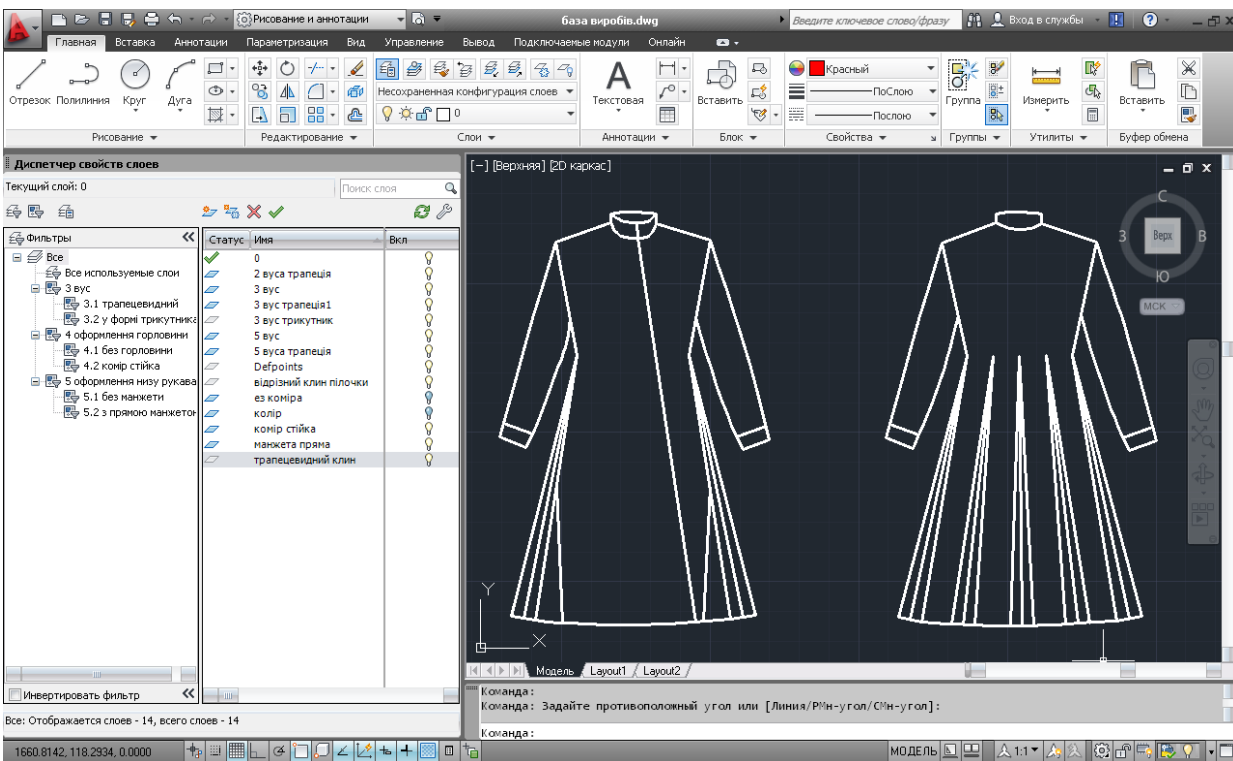 Рисование и аннотации
база виробів.dwg
Введите ключевое слово/фразу
Вход в службы
Главная Вставка Аннотации Параметризация Вид Управление Вывод Подключаемые модули Онлайн
Отрезок Полилиния Круг Дуга
Несохраненная конфигурация слоев
0
Текстовая
Вставить
Красный
ПоСлою
Послою
Группа
Измерить
Вставить
Рисование Редактирование Слои Аннотации Блок Свойства Группы Утилиты Буфер обмена
Диспетчер свойств слоев
Текущий слой: 0
Поиск слоя
Фильтры
Все
Все используемые слои
3 вус
3.1 трапецевидний
3.2 у формі трикутника
4 оформлення горловини
4.1 без горловини
4.2 комір стійка
5 оформлення низу рукава
5.1 без манжети
5.2 з прямою манжетон
Статус Имя Вкл
0
2 вуса трапеція
3 вус
3 вус трапеція1
3 вус трикутник
5 вус
5 вуса трапеція
Defpoints
відрізний клин пілочки
ез коміра
колір
комір стійка
манжета пряма
трапецевидний клин
Инвертировать фильтр
Все: Отображается слоев - 14, всего слоев - 14
[−] [Верхняя] [2D каркас]
С
З Верх В
Ю
МСК
Y
X
Модель Layout1 Layout2
Команда:
Команда: Задайте противоположный угол или [Линия/РМн-угол/СМн-угол]:
Команда:
1660.8142, 118.2934, 0.0000
МОДЕЛЬ
1:1